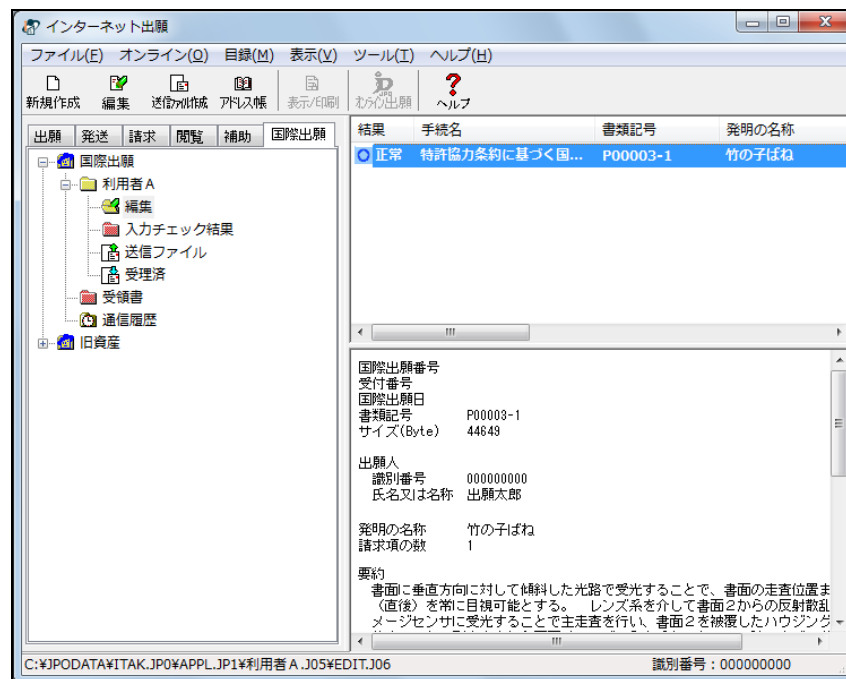 インターネット出願
ファイル(F) オンライン(O) 目録(M) 表示(V) ツール(T) ヘルプ(H)
新規作成 編集 送信ファイル作成 アドレス帳 表示/印刷 オンライン出願 ヘルプ
出願 発送 請求 閲覧 補助 国際出願
国際出願
利用者A
編集
入力チェック結果
送信ファイル
受理済
受領書
通信履歴
旧資産
結果 手続名 書類記号 発明の名称
正常 特許協力条約に基づく国... P00003-1 竹の子ばね
国際出願番号
受付番号
国際出願日
書類記号 P00003-1
サイズ(Byte) 44649
出願人
識別番号 000000000
氏名又は名称 出願太郎
発明の名称 竹の子ばね
請求項の数 1
要約
書面に垂直方向に対して傾斜した光路で受光することで、書面の走査位置ま
（直後）を常に目視可能とする。 レンズ系を介して書面２からの反射散乱
メージセンサに受光することで主走査を行い、書面２を被覆したハウジング
C:¥JPODATA¥ITAK.JP0¥APPL.JP1¥利用者A.J05¥EDIT.J06 識別番号：000000000